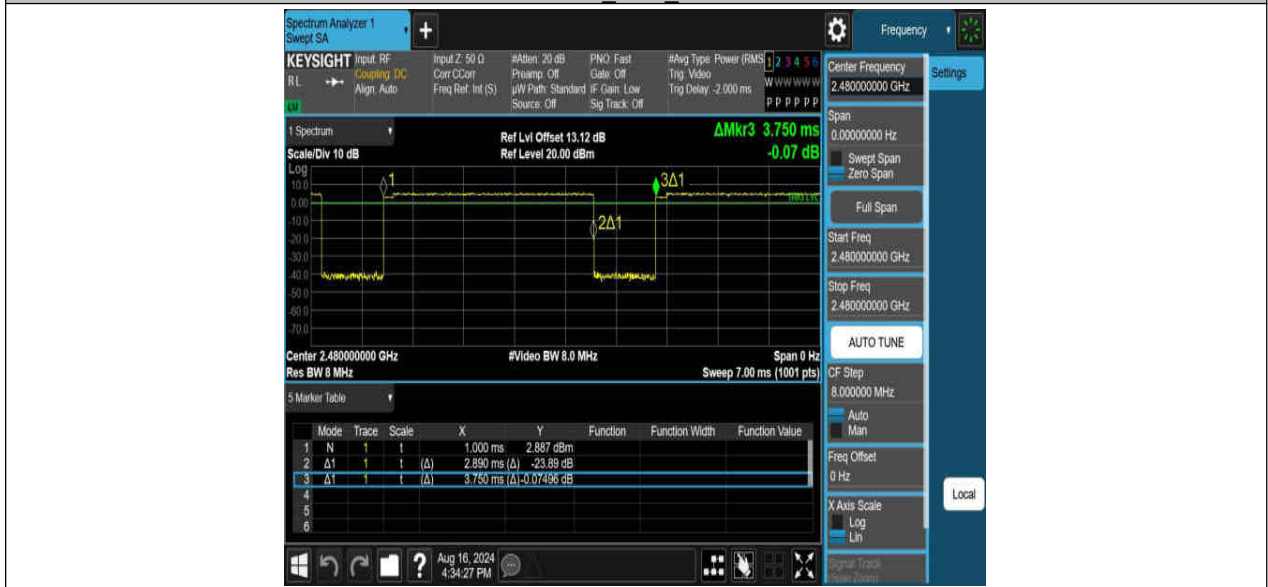 Spectrum Analyzer 1
Swept SA
+
Frequency
KEYSIGHT
RL
LM
Input: RF
Coupling: DC
Align: Auto
Input Z: 50 Ω
Corr CCorr
Freq Ref: Int (S)
#Atten: 20 dB
Preamp: Off
µW Path: Standard
Source: Off
PNO: Fast
Gate: Off
IF Gain: Low
Sig Track: Off
#Avg Type: Power (RMS
Trig: Video
Trig Delay: -2.000 ms
1 2 3 4 5 6
W W W W W W
P P P P P P
1 Spectrum
Scale/Div 10 dB
Ref Lvl Offset 13.12 dB
Ref Level 20.00 dBm
ΔMkr3 3.750 ms
-0.07 dB
Log
10.0
0.00
-10.0
-20.0
-30.0
-40.0
-50.0
-60.0
-70.0
1
2Δ1
3Δ1
TRIG LVL
Center 2.480000000 GHz
#Video BW 8.0 MHz
Span 0 Hz
Res BW 8 MHz
Sweep 7.00 ms (1001 pts)
5 Marker Table
Mode Trace Scale X Y Function Function Width Function Value
1 N 1 t 1.000 ms 2.887 dBm
2 Δ1 1 t (Δ) 2.890 ms (Δ) -23.89 dB
3 Δ1 1 t (Δ) 3.750 ms (Δ) -0.07496 dB
4
5
6
Aug 16, 2024
4:34:27 PM
Center Frequency
2.480000000 GHz
Settings
Span
0.00000000 Hz
Swept Span
Zero Span
Full Span
Start Freq
2.480000000 GHz
Stop Freq
2.480000000 GHz
AUTO TUNE
CF Step
8.000000 MHz
Auto
Man
Freq Offset
0 Hz
X Axis Scale
Log
Lin
Local
Signal Track
(Span Zoom)